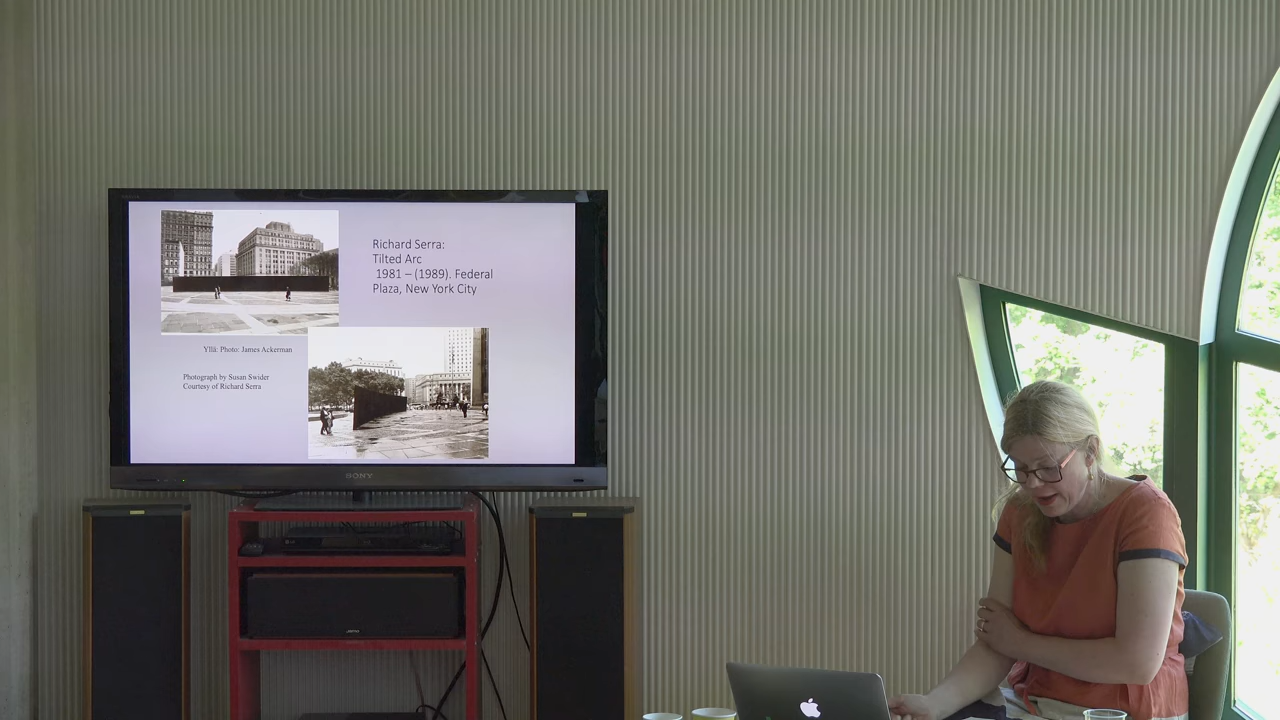 Richard Serra:
Tilted Arc
1981 – (1989). Federal
Plaza, New York City
Yllä: Photo: James Ackerman
Photograph by Susan Swider
Courtesy of Richard Serra
SONY